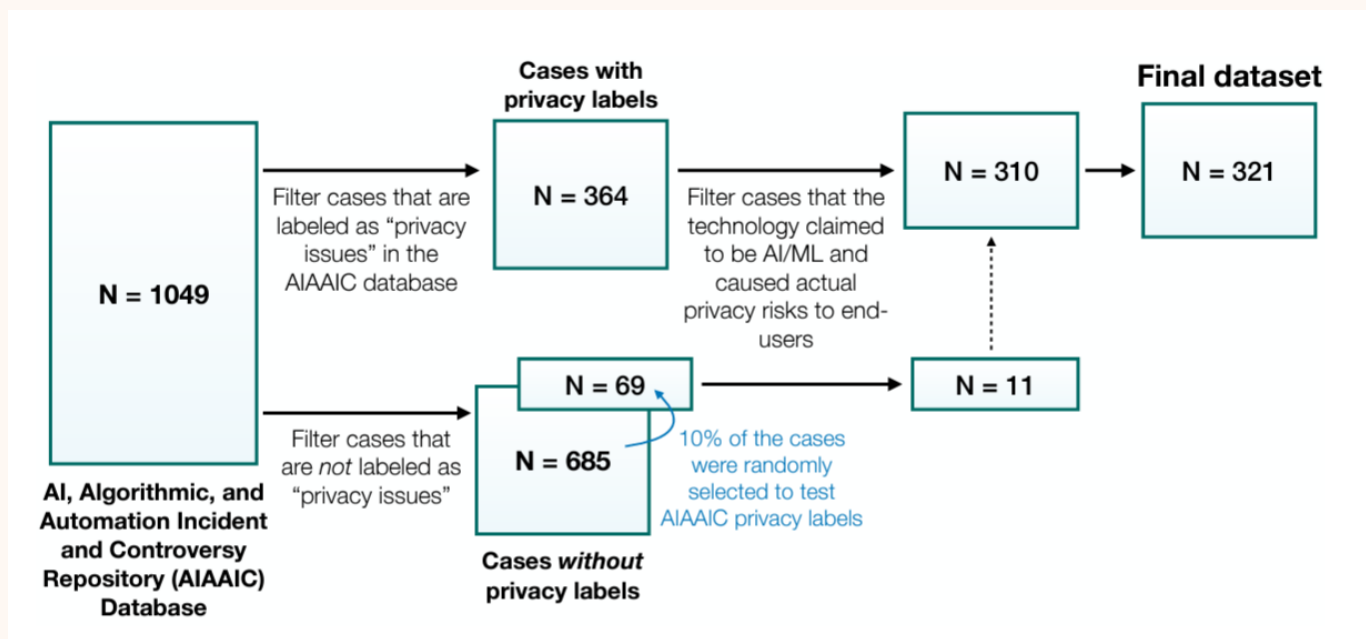 Cases with
privacy labels
Final dataset
N = 1049
Filter cases that are
labeled as “privacy
issues” in the
AIAAIC database
N = 364
Filter cases that the
technology claimed
to be AI/ML and
caused actual
privacy risks to end-
users
N = 310
N = 321
Filter cases that
are not labeled as
“privacy issues”
N = 69
N = 685
10% of the cases
were randomly
selected to test
AIAAIC privacy labels
N = 11
AI, Algorithmic, and
Automation Incident
and Controversy
Repository (AIAAIC)
Database
Cases without
privacy labels